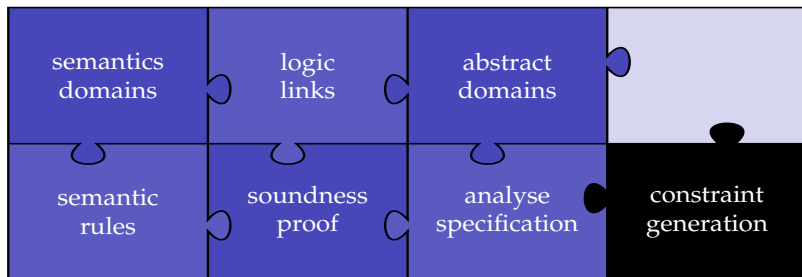 semantics
domains
logic
links
abstract
domains
semantic
rules
soundness
proof
analyse
specification
constraint
generation